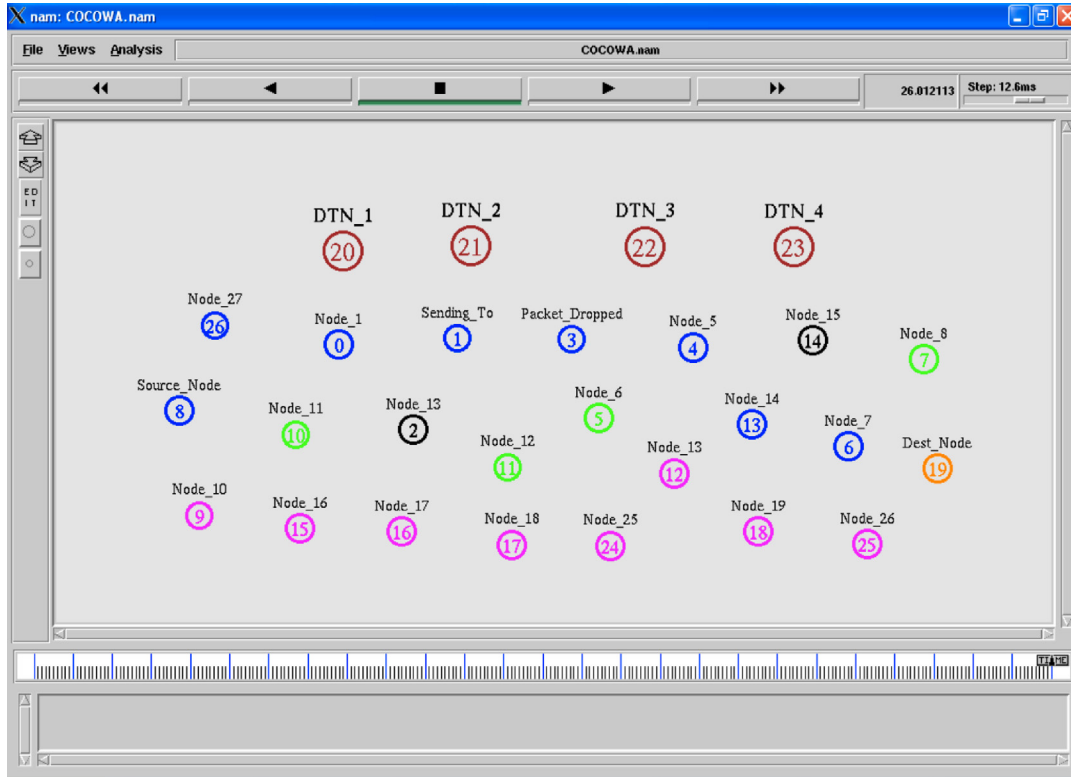 nam: COCOWA.nam
File Views Analysis COCOWA.nam
26.012113 Step: 12.6ms
ED
IT
DTN_1 DTN_2 DTN_3 DTN_4
20 21 22 23
Node_27 Node_1 Sending_To Packet_Dropped Node_5 Node_15 Node_8
26 0 1 3 4 14 7
Source_Node Node_11 Node_13 Node_12 Node_6 Node_13 Node_14 Node_7 Dest_Node
8 10 2 11 5 12 13 6 19
Node_10 Node_16 Node_17 Node_18 Node_25 Node_19 Node_26
9 15 16 17 24 18 25
TIME